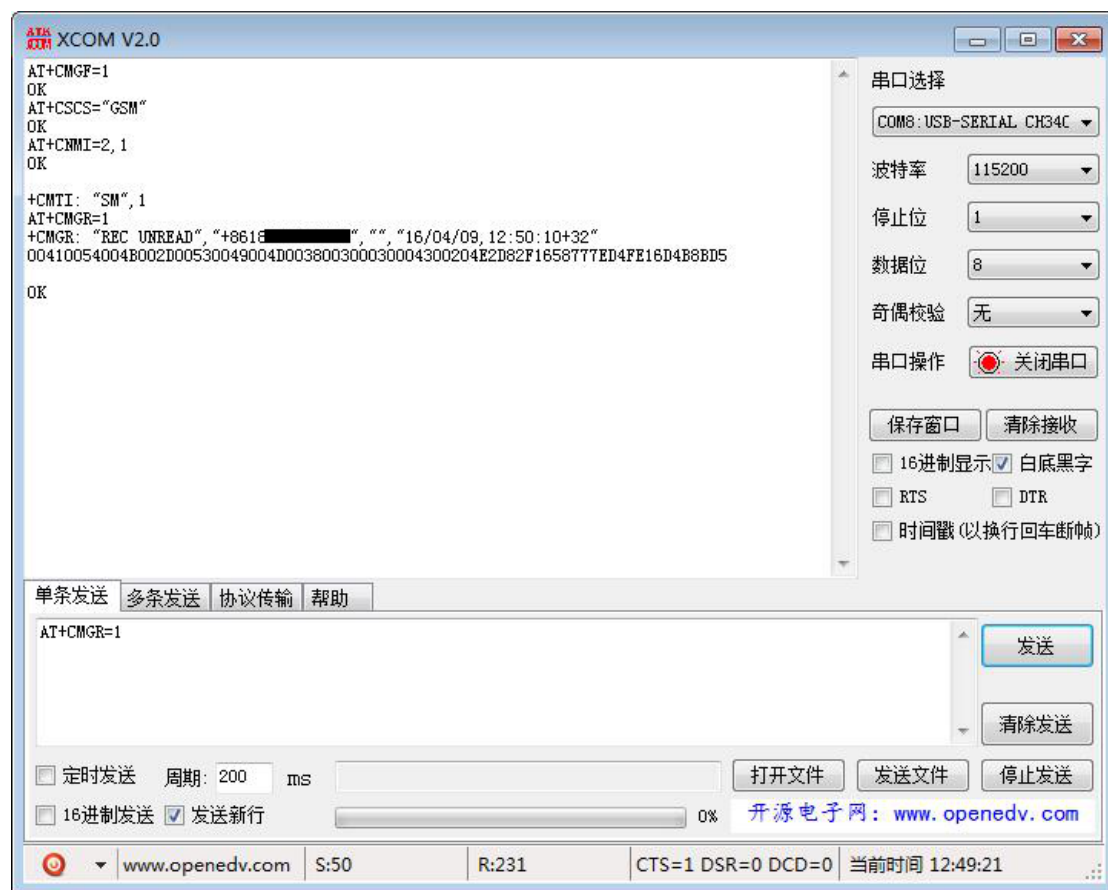 ATK XCOM XCOM V2.0
AT+CMGF=1
OK
AT+CSCS="GSM"
OK
AT+CNMI=2,1
OK
+CMTI: "SM",1
AT+CMGR=1
+CMGR: "REC UNREAD","+8618 ","","16/04/09,12:50:10+32"
00410054004B002D00530049004D003800300030004300204E2D82F1658777ED4FE16D4B8BD5
OK
串口选择
COM8:USB-SERIAL CH34C
波特率 115200
停止位 1
数据位 8
奇偶校验 无
串口操作 关闭串口
保存窗口 清除接收
16进制显示 白底黑字
RTS DTR
时间戳(以换行回车断帧)
单条发送 多条发送 协议传输 帮助
AT+CMGR=1
发送
清除发送
定时发送 周期: 200 ms 打开文件 发送文件 停止发送
16进制发送 发送新行 0% 开源电子网: www.openedv.com
www.openedv.com S:50 R:231 CTS=1 DSR=0 DCD=0 当前时间 12:49:21